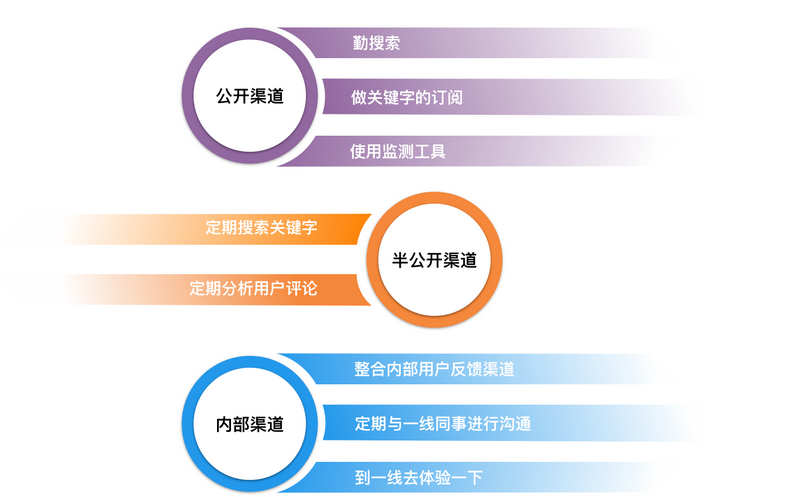 公开渠道
勤搜索
做关键字的订阅
使用监测工具
半公开渠道
定期搜索关键字
定期分析用户评论
内部渠道
整合内部用户反馈渠道
定期与一线同事进行沟通
到一线去体验一下